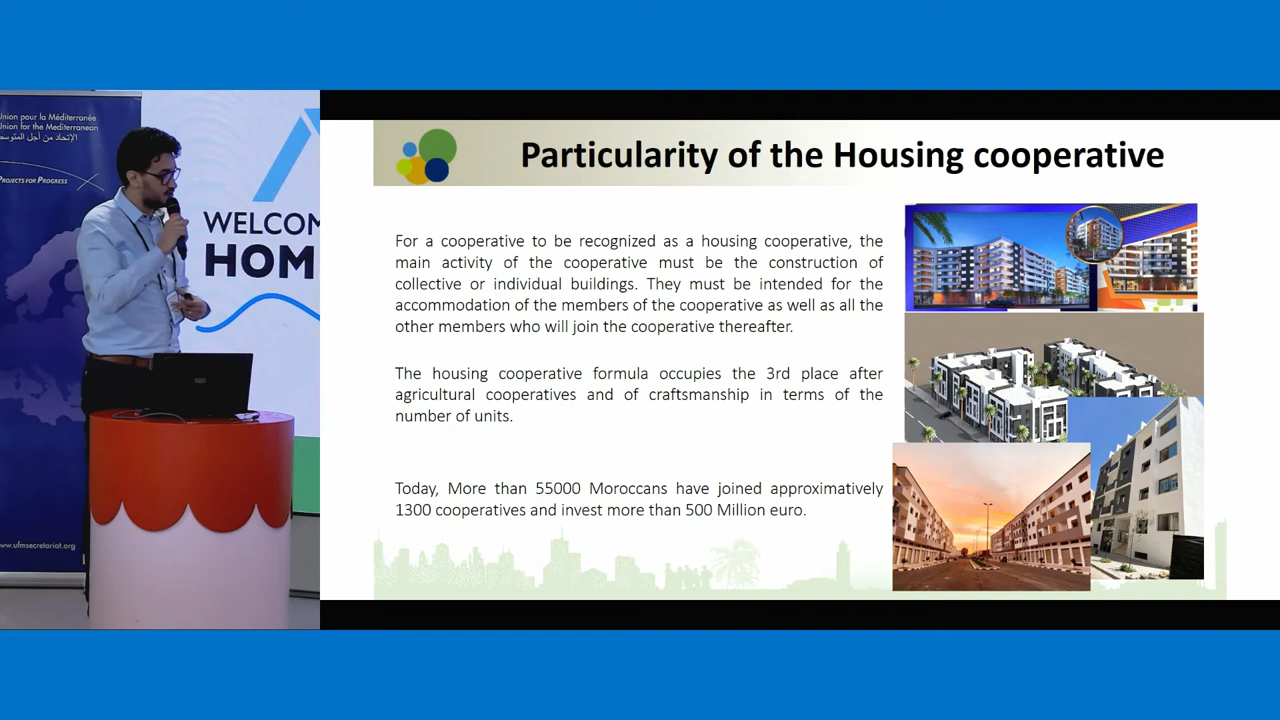 Union pour la Méditerranée
Union for the Mediterranean
الإتحاد من أجل المتوسط
PROJECTS FOR PROGRESS
WELCOM
HOM
www.ufmsecretariat.org
Particularity of the Housing cooperative
For a cooperative to be recognized as a housing cooperative, the
main activity of the cooperative must be the construction of
collective or individual buildings. They must be intended for the
accommodation of the members of the cooperative as well as all the
other members who will join the cooperative thereafter.
The housing cooperative formula occupies the 3rd place after
agricultural cooperatives and of craftsmanship in terms of the
number of units.
Today, More than 55000 Moroccans have joined approximatively
1300 cooperatives and invest more than 500 Million euro.